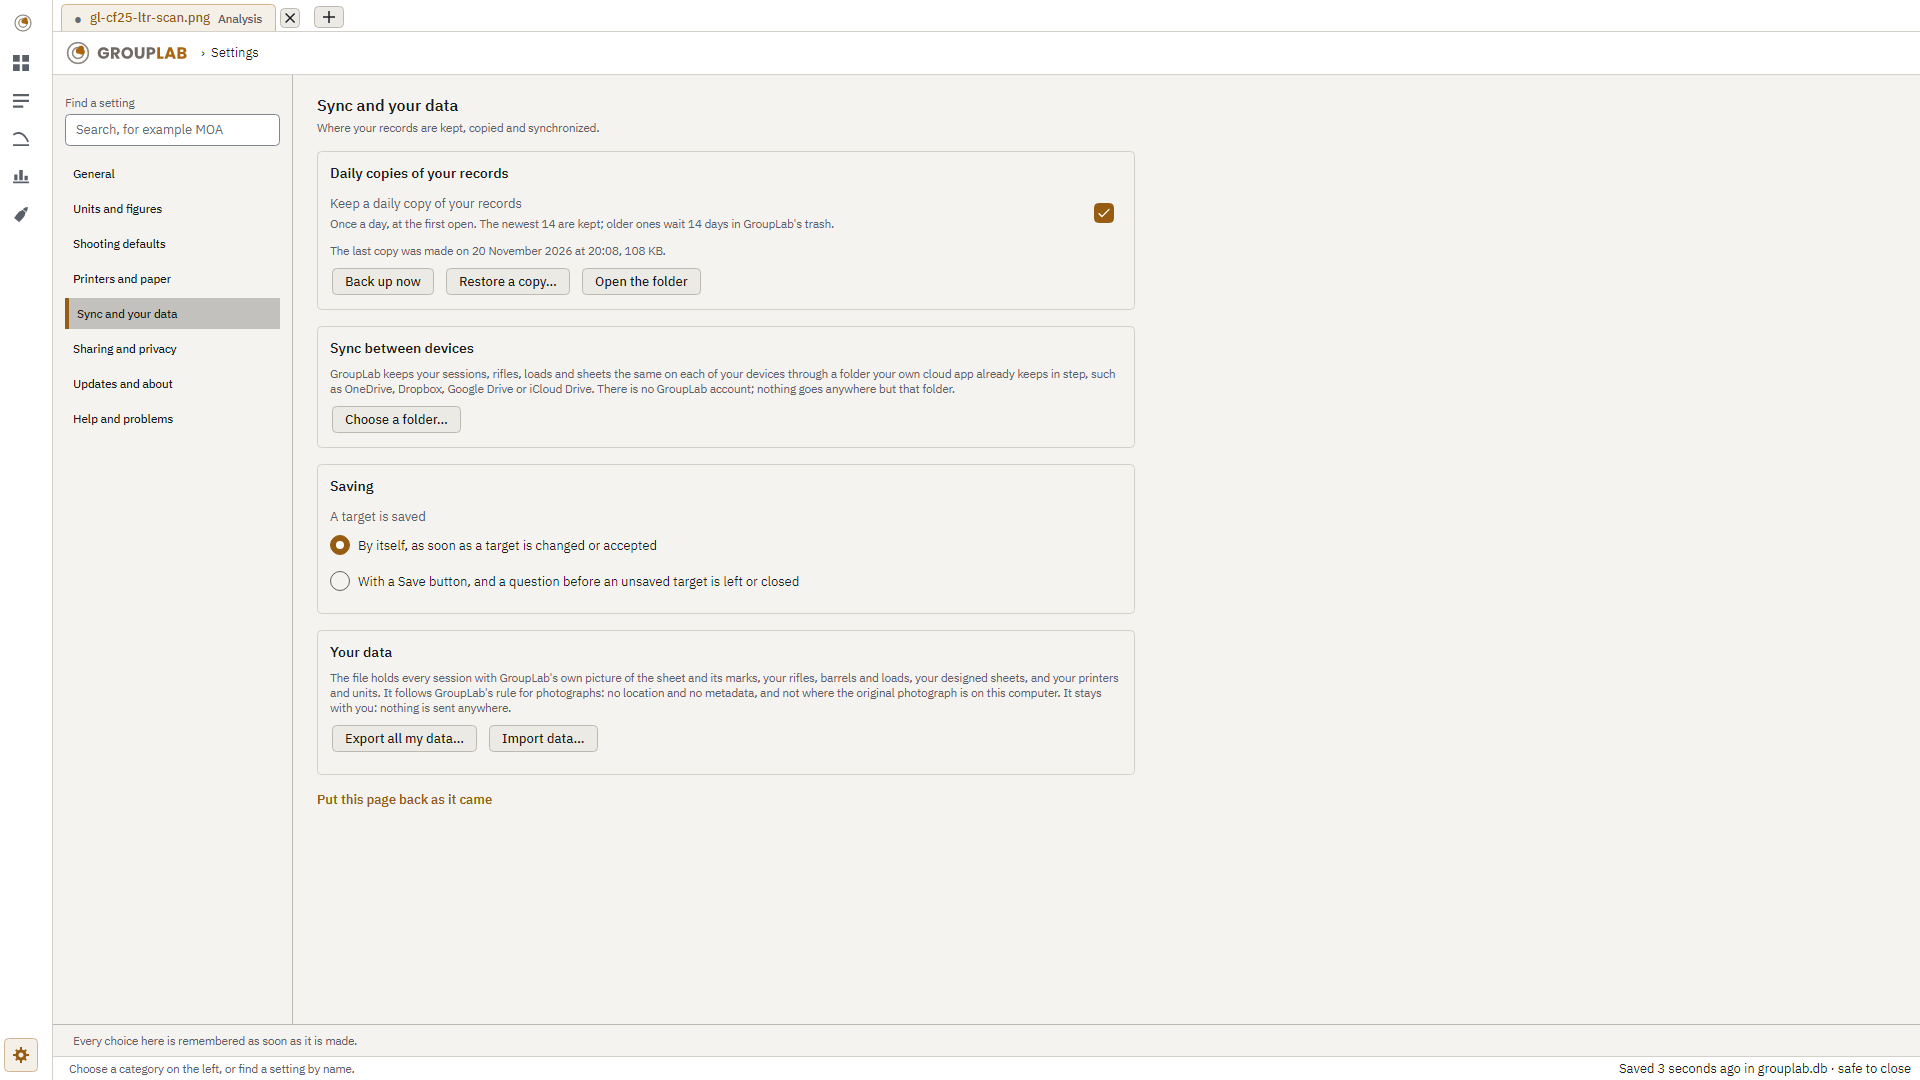 gl-cf25-ltr-scan.png Analysis
GROUPLAB › Settings
Find a setting
Search, for example MOA
General
Units and figures
Shooting defaults
Printers and paper
Sync and your data
Sharing and privacy
Updates and about
Help and problems
Sync and your data
Where your records are kept, copied and synchronized.
Daily copies of your records
Keep a daily copy of your records
Once a day, at the first open. The newest 14 are kept; older ones wait 14 days in GroupLab's trash.
The last copy was made on 20 November 2026 at 20:08, 108 KB.
Back up now
Restore a copy...
Open the folder
Sync between devices
GroupLab keeps your sessions, rifles, loads and sheets the same on each of your devices through a folder your own cloud app already keeps in step, such
as OneDrive, Dropbox, Google Drive or iCloud Drive. There is no GroupLab account; nothing goes anywhere but that folder.
Choose a folder...
Saving
A target is saved
By itself, as soon as a target is changed or accepted
With a Save button, and a question before an unsaved target is left or closed
Your data
The file holds every session with GroupLab's own picture of the sheet and its marks, your rifles, barrels and loads, your designed sheets, and your printers
and units. It follows GroupLab's rule for photographs: no location and no metadata, and not where the original photograph is on this computer. It stays
with you: nothing is sent anywhere.
Export all my data...
Import data...
Put this page back as it came
Every choice here is remembered as soon as it is made.
Choose a category on the left, or find a setting by name.
Saved 3 seconds ago in grouplab.db · safe to close